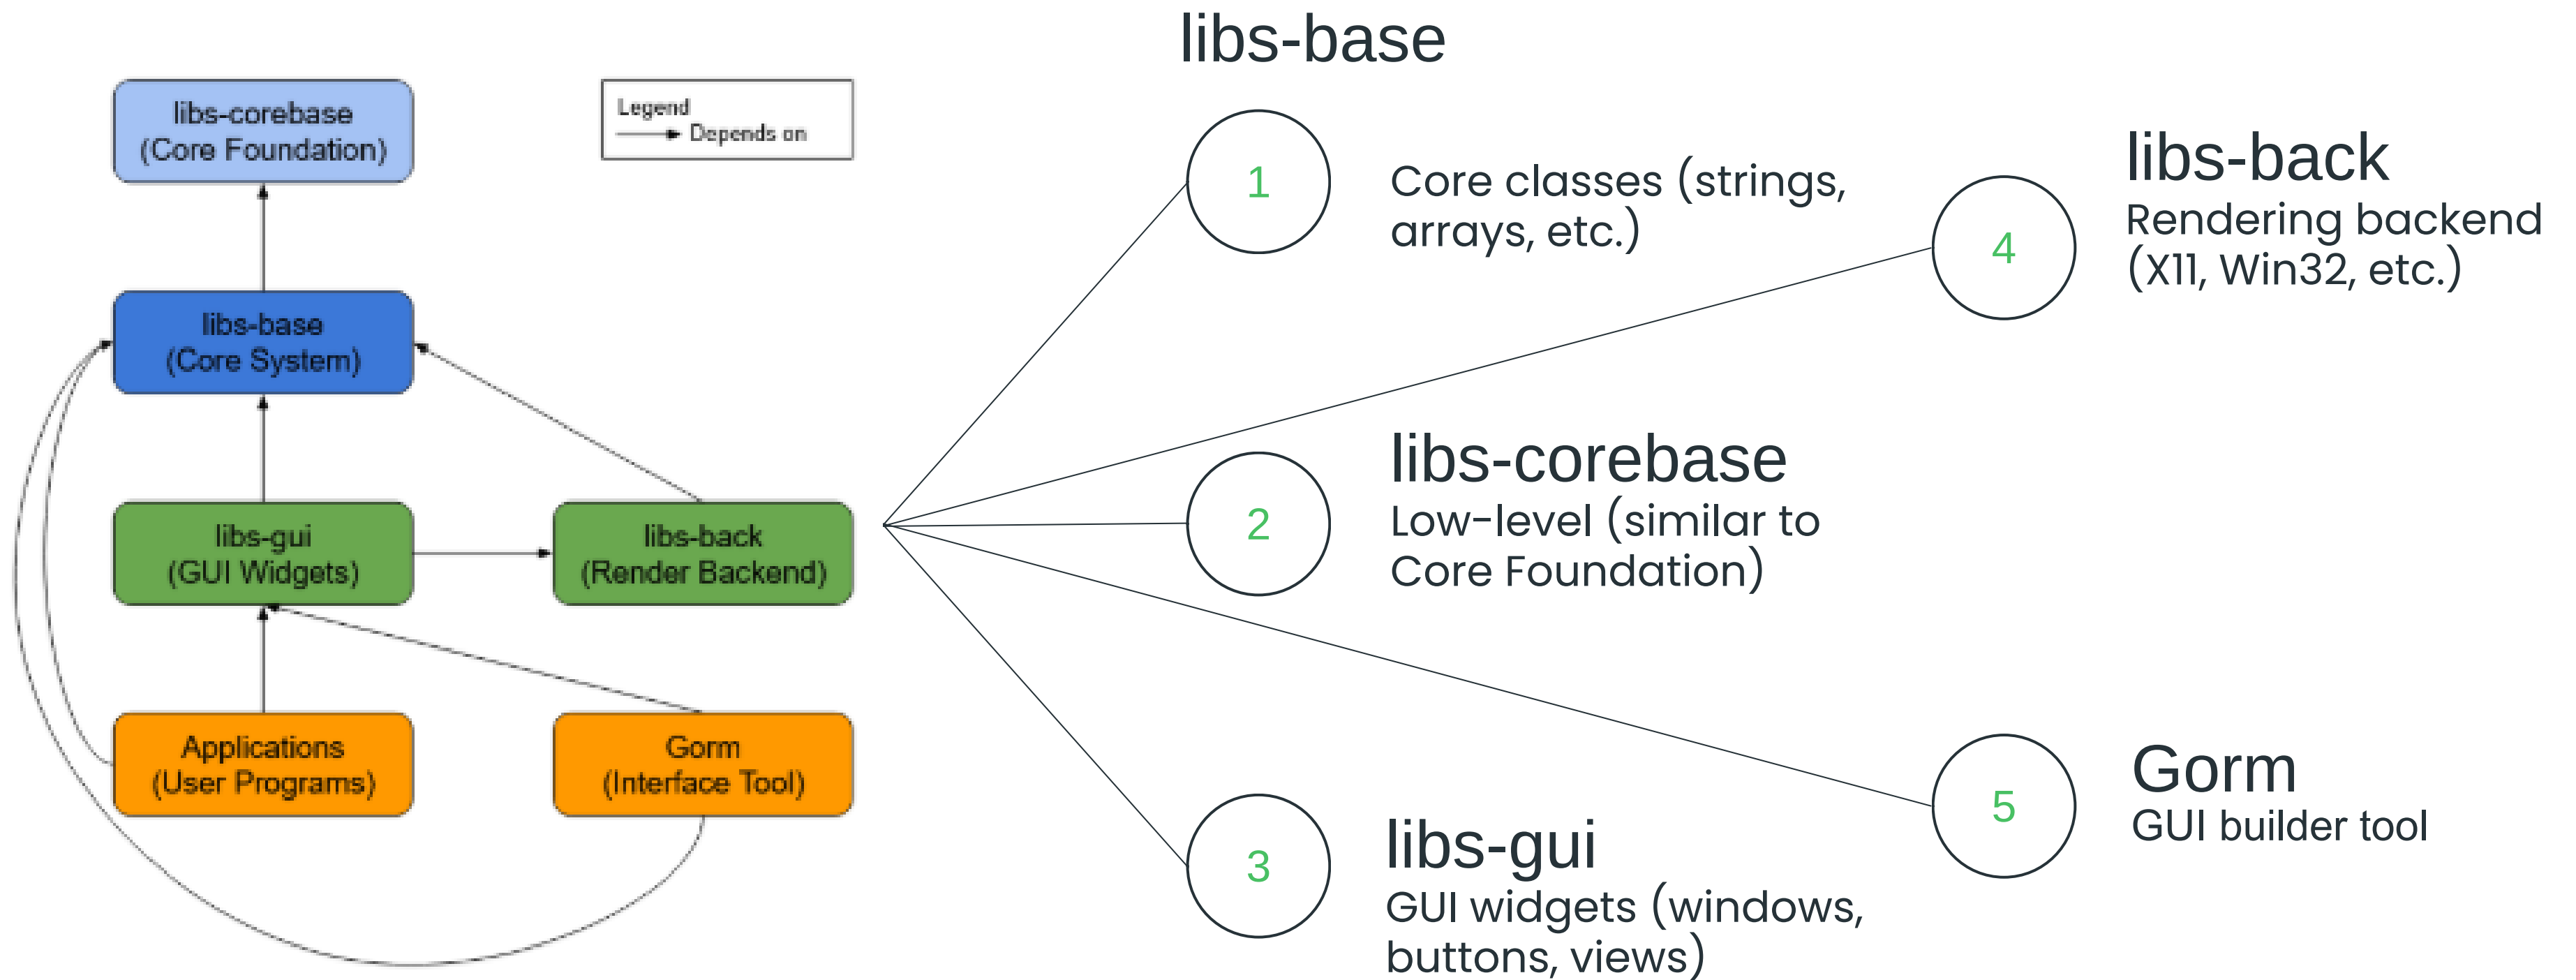 libs-corebase
(Core Foundation)
Legend
Depends on
libs-base
(Core System)
libs-gui
(GUI Widgets)
libs-back
(Render Backend)
Applications
(User Programs)
Gorm
(Interface Tool)
libs-base
1
Core classes (strings,
arrays, etc.)
2
libs-corebase
Low-level (similar to
Core Foundation)
3
libs-gui
GUI widgets (windows,
buttons, views)
4
libs-back
Rendering backend
(X11, Win32, etc.)
5
Gorm
GUI builder tool